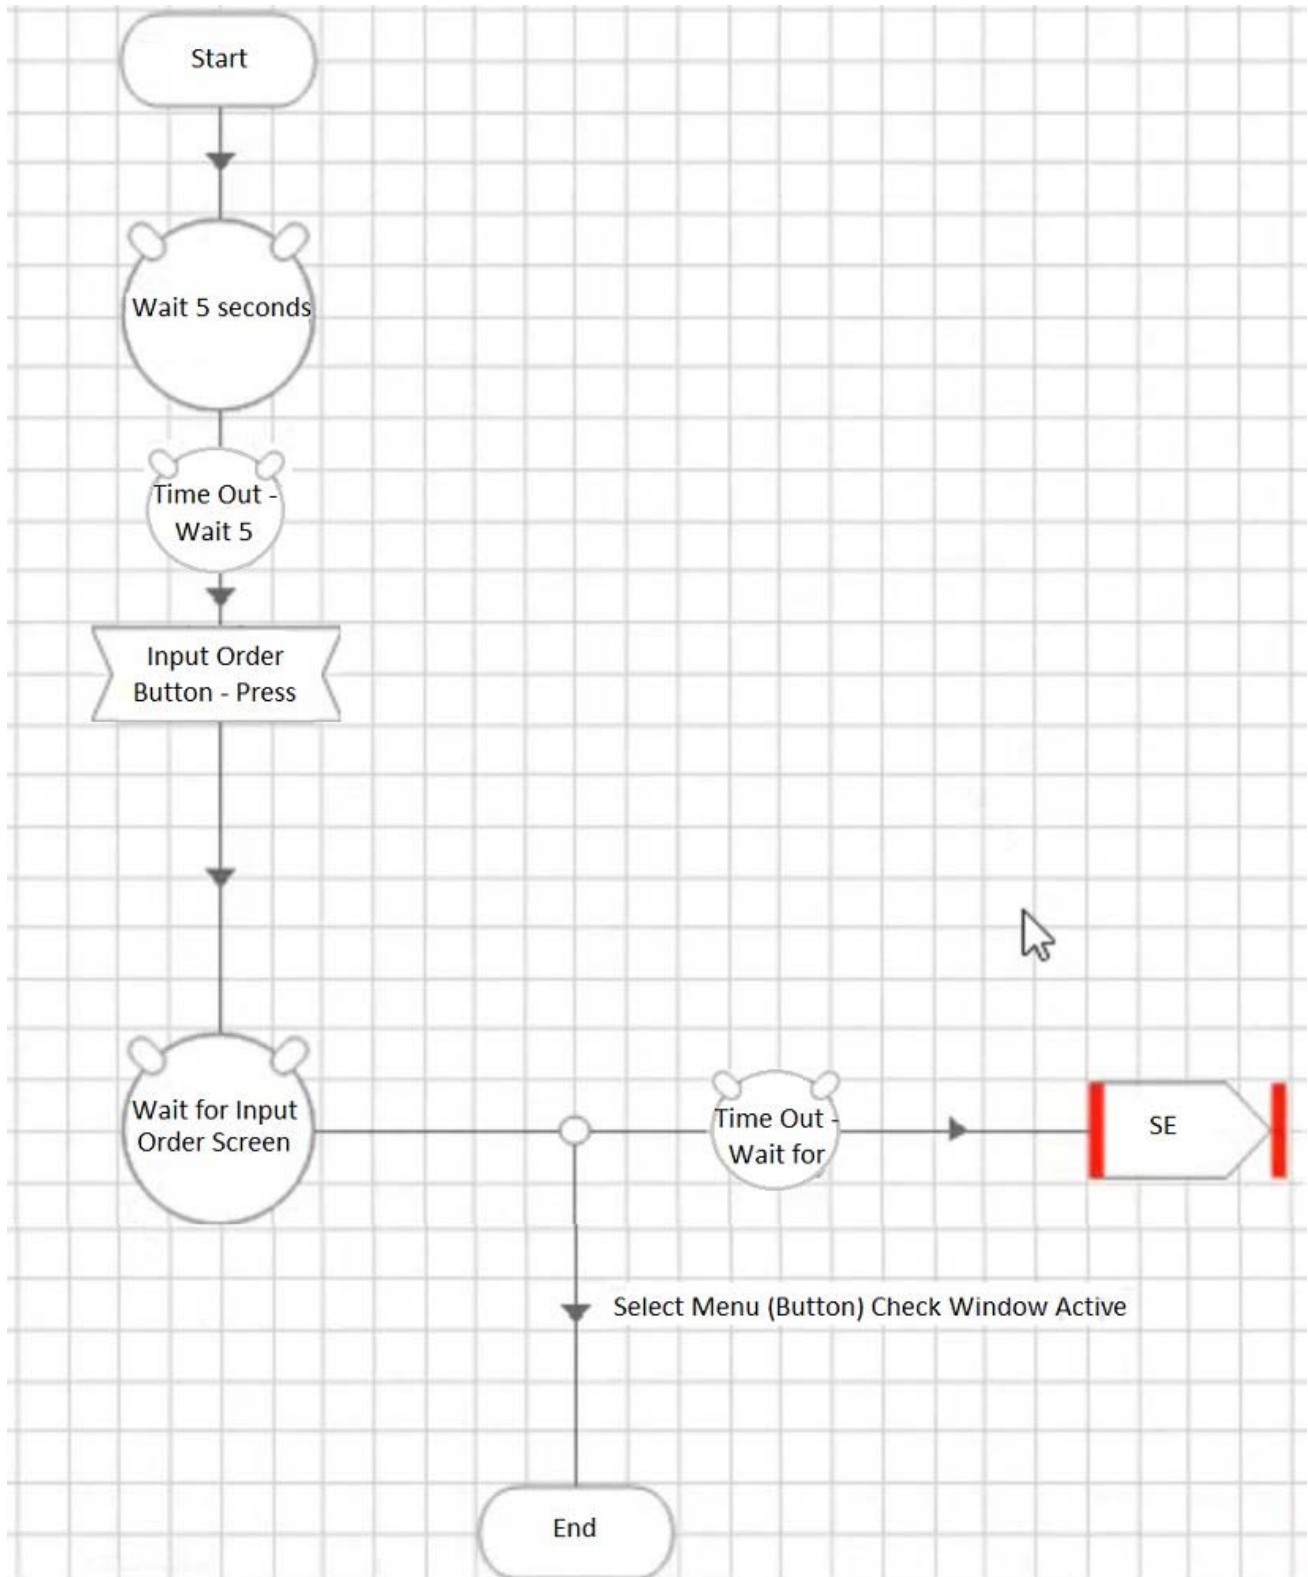 Start
Wait 5 seconds
Time Out -
Wait 5
Input Order
Button - Press
Wait for Input
Order Screen
Time Out -
Wait for
SE
Select Menu (Button) Check Window Active
End